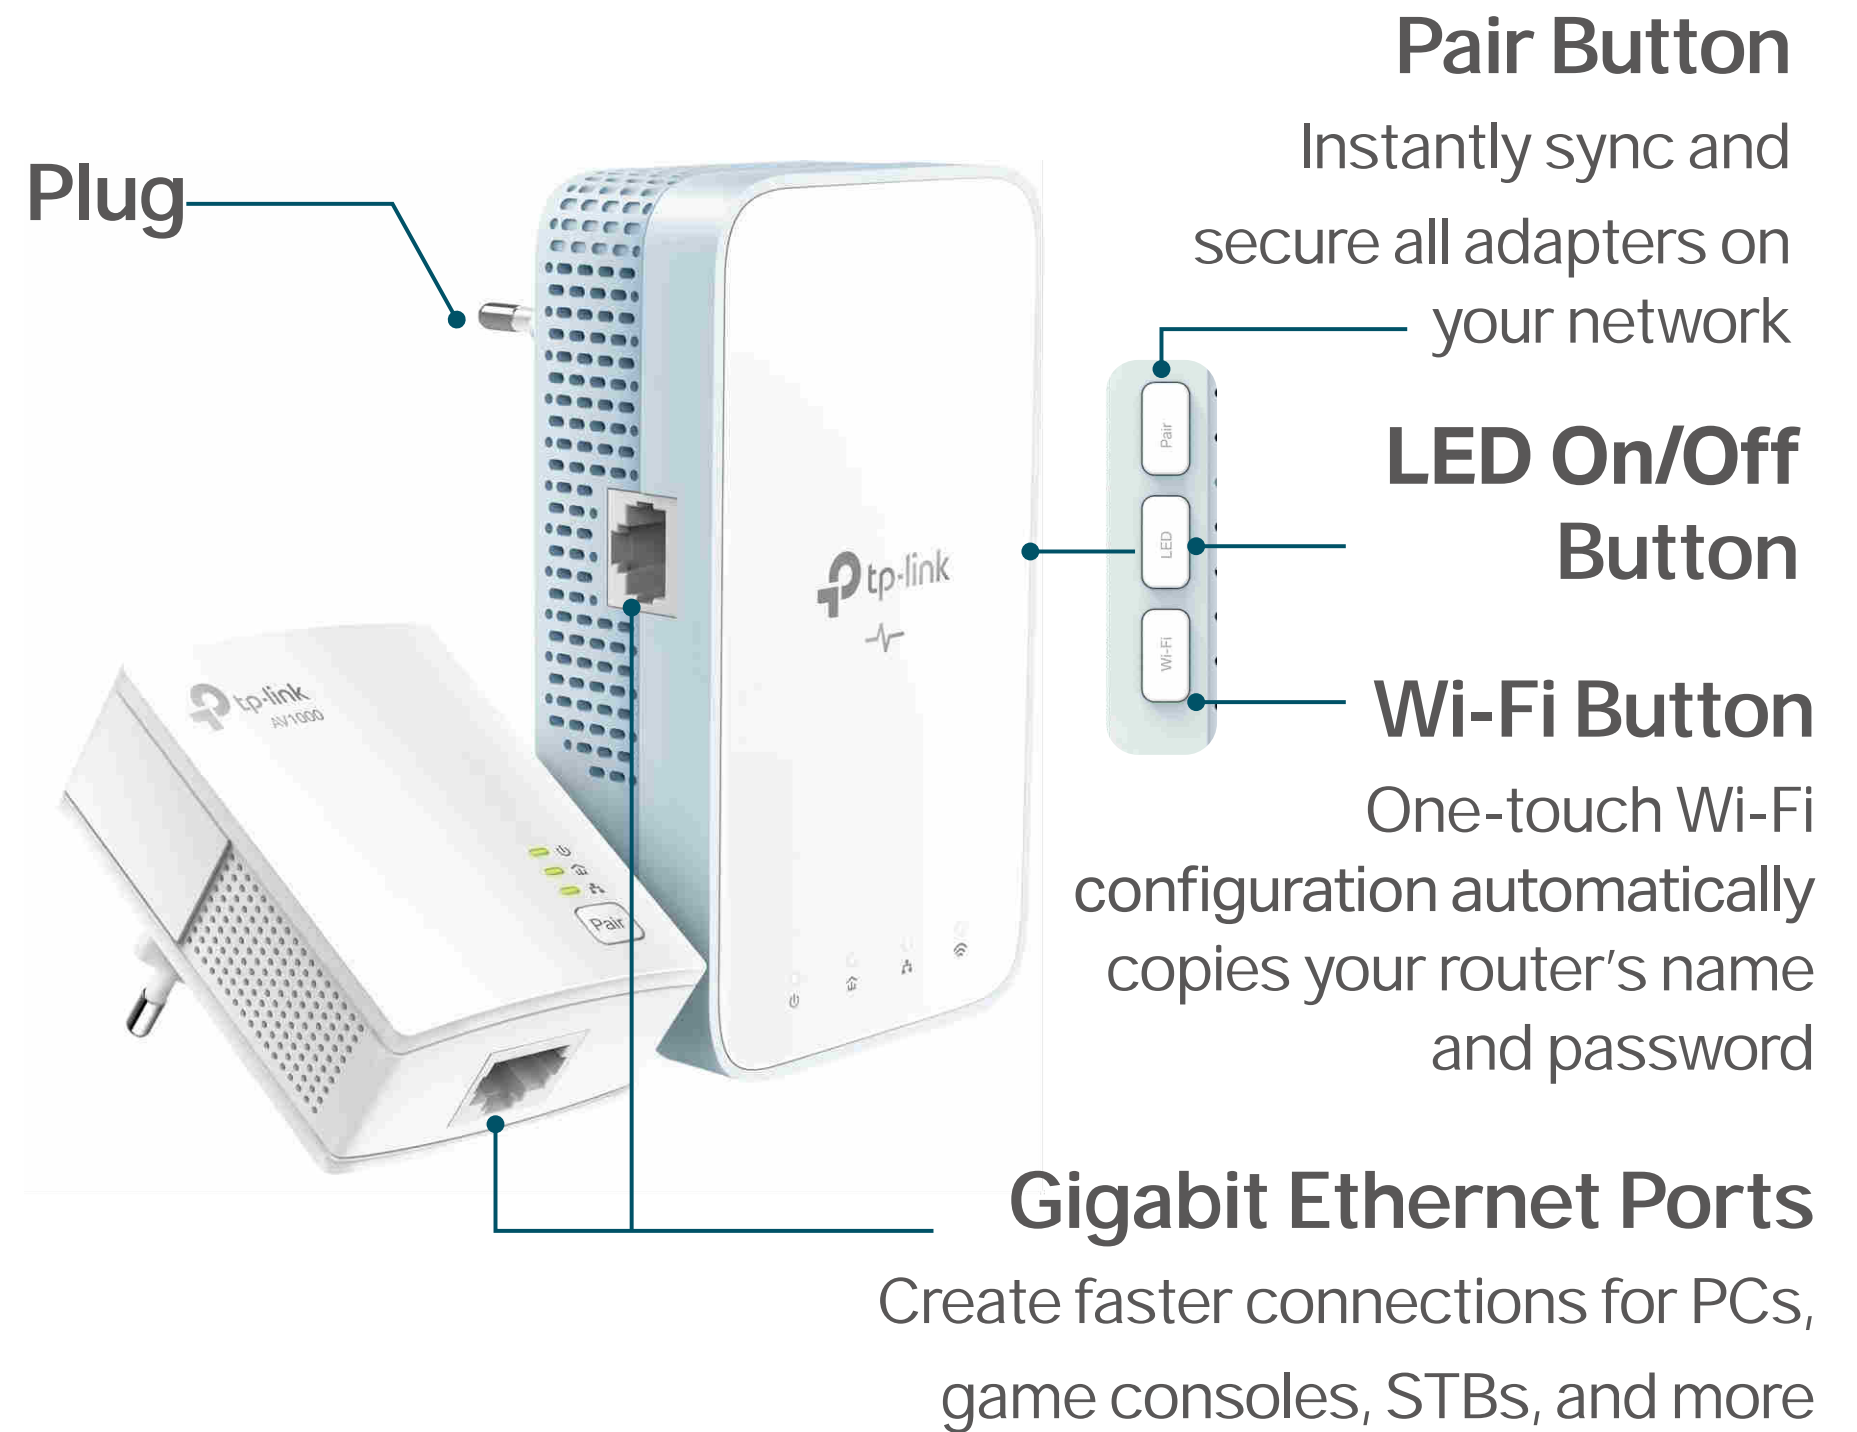 Pair Button
Instantly sync and
secure all adapters on
your network
Plug
Pair
LED
Wi-Fi
LED On/Off
Button
Wi-Fi Button
One-touch Wi-Fi
configuration automatically
copies your router's name
and password
tp-link
tp-link
AV1000
Pair
Gigabit Ethernet Ports
Create faster connections for PCs,
game consoles, STBs, and more